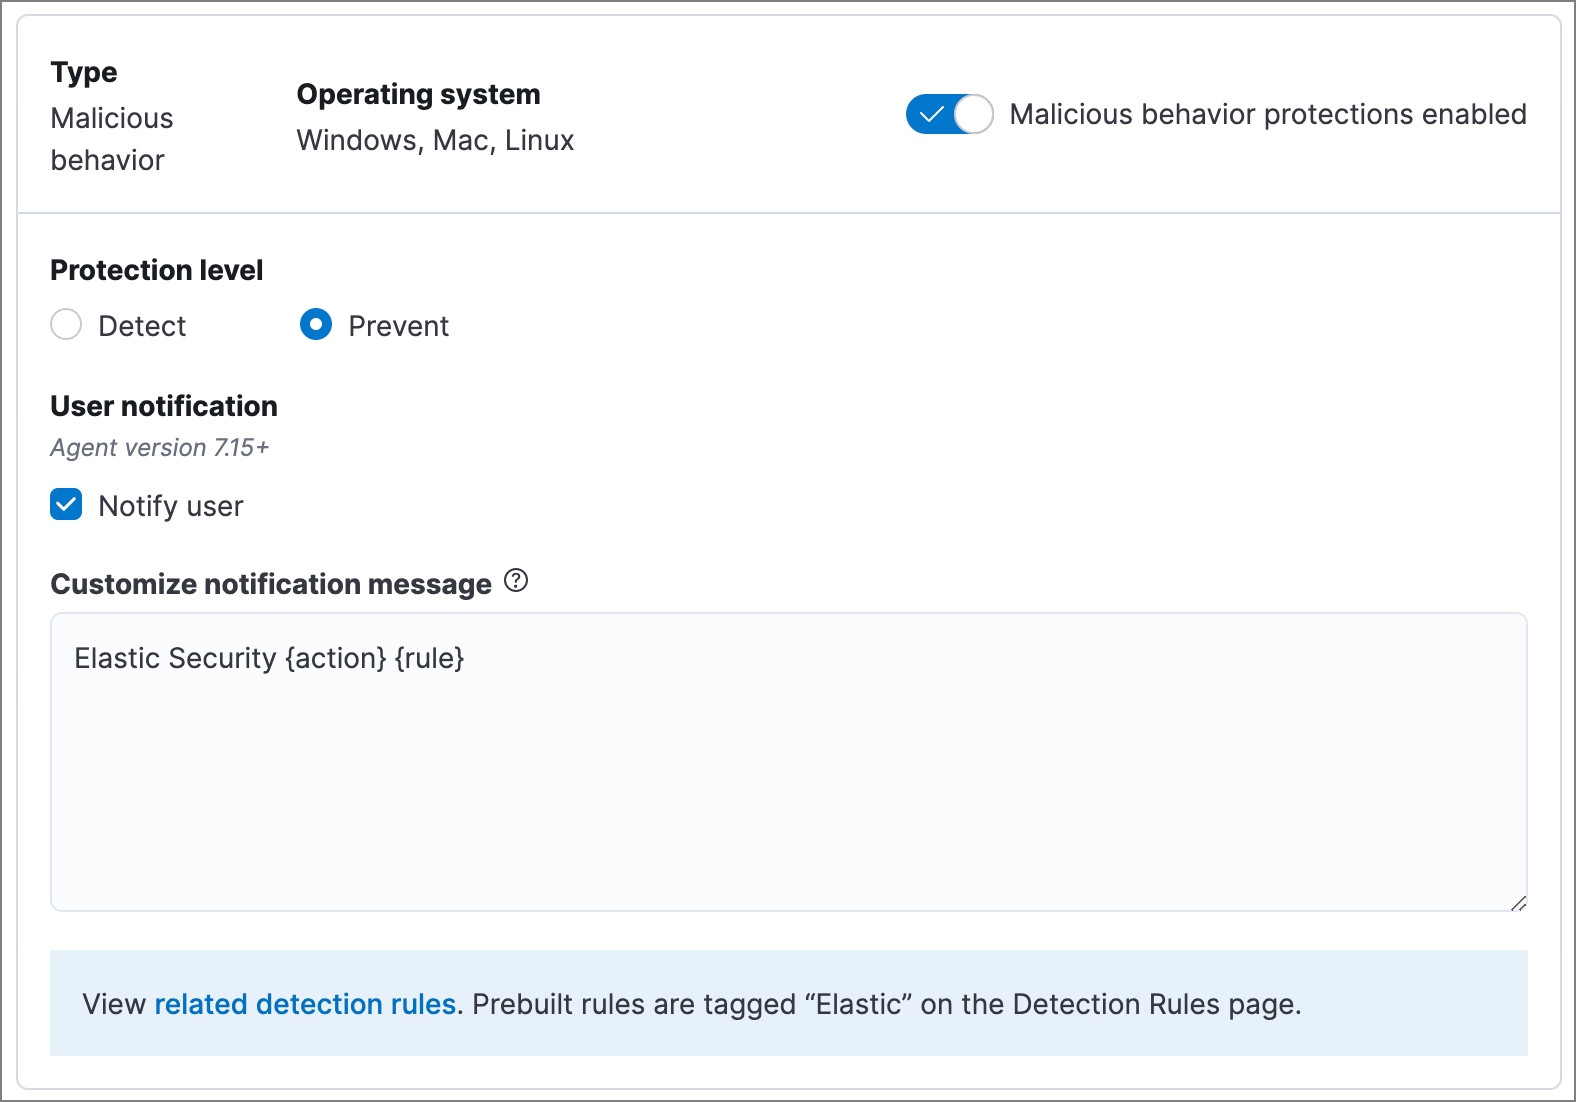 Type
Malicious
behavior
Operating system
Windows, Mac, Linux
Malicious behavior protections enabled
Protection level
Detect
Prevent
User notification
Agent version 7.15+
Notify user
Customize notification message
Elastic Security {action} {rule}
View related detection rules. Prebuilt rules are tagged “Elastic” on the Detection Rules page.